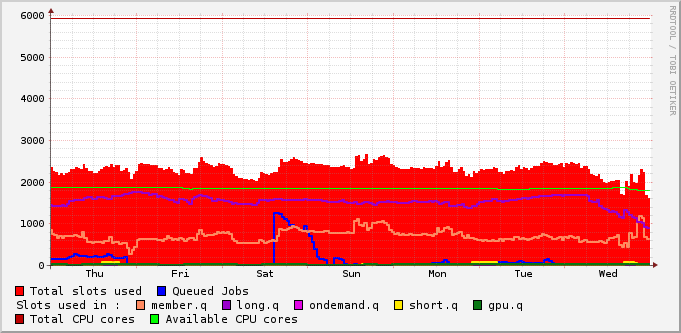 6000
5000
4000
3000
2000
1000
0
Thu Fri Sat Sun Mon Tue Wed
Total slots used Queued Jobs
Slots used in : member.q long.q ondemand.q short.q gpu.q
Total CPU cores Available CPU cores
RRDTOOL / TOBI OETIKER